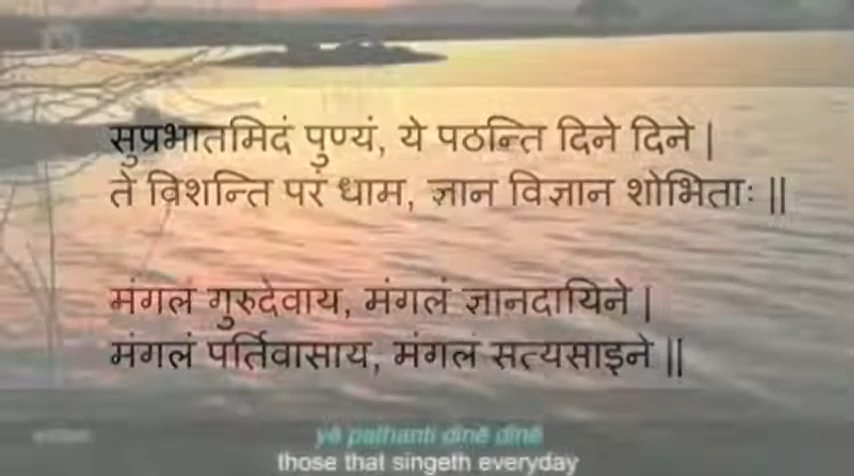 सुप्रभातमिदं पुण्यं, ये पठन्ति दिने दिने |
ते विशन्ति परं धाम, ज्ञान विज्ञान शोभिताः ||
मंगलं गुरुदेवाय, मंगलं ज्ञानदायिने |
मंगलं पर्तिवासाय, मंगलं सत्यसाइने ||
yē pathanti dinē dinē
those that singeth everyday